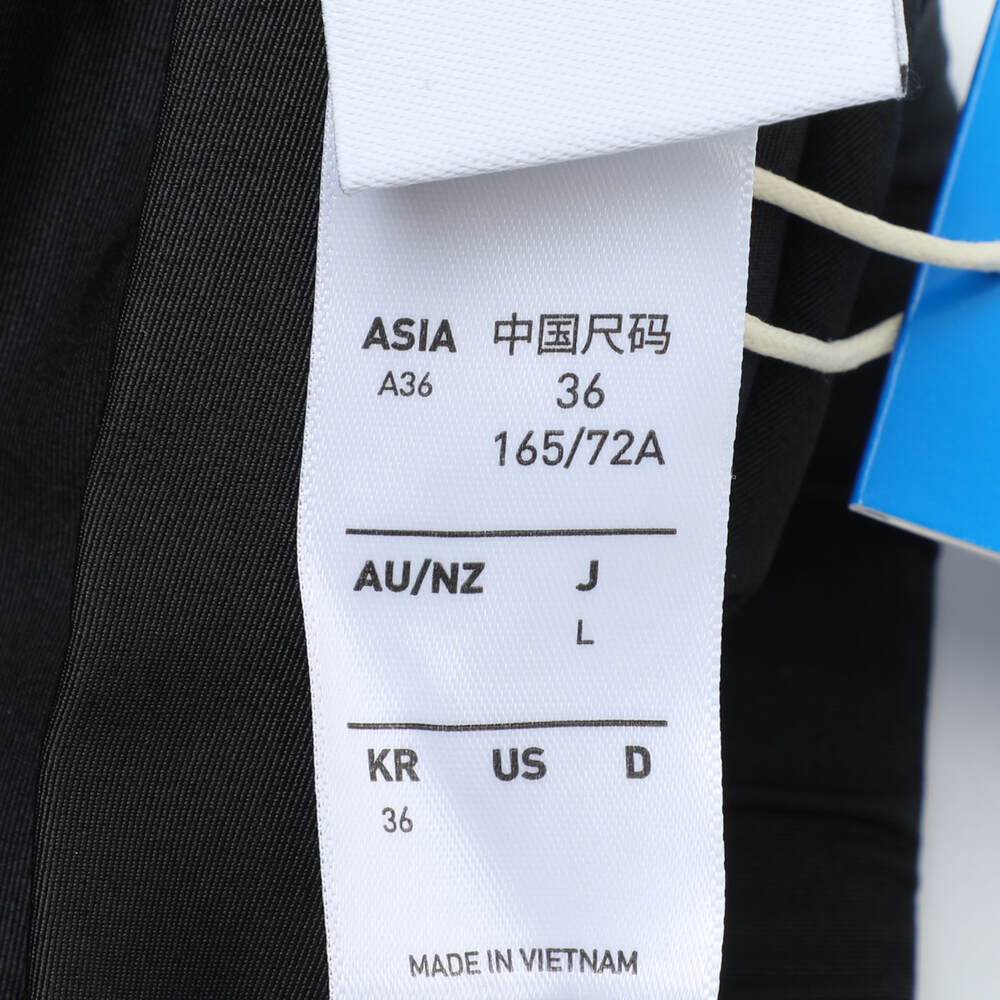 ASIA 中国尺码
A36 36
165/72A
AU/NZ J
L
KR US D
36
MADE IN VIETNAM